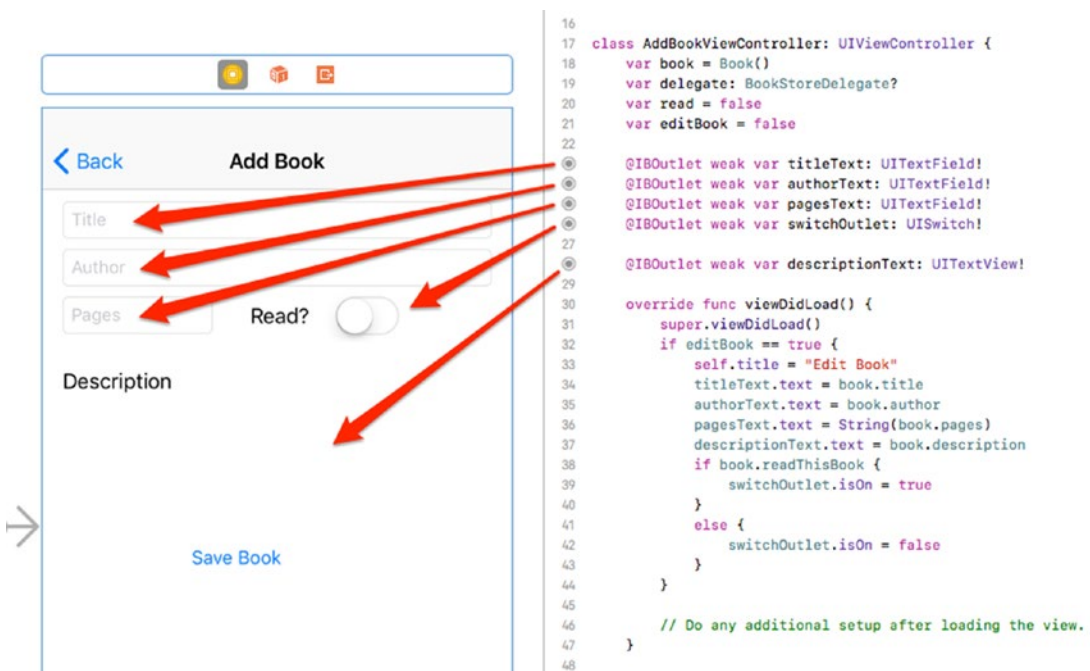 Back
Add Book
Title
Author
Pages
Read?
Description
Save Book
16
17 class AddBookViewController: UIViewController {
18     var book = Book()
19     var delegate: BookStoreDelegate?
20     var read = false
21     var editBook = false
22
@IBOutlet weak var titleText: UITextField!
@IBOutlet weak var authorText: UITextField!
@IBOutlet weak var pagesText: UITextField!
@IBOutlet weak var switchOutlet: UISwitch!
27
@IBOutlet weak var descriptionText: UITextView!
29
30     override func viewDidLoad() {
31         super.viewDidLoad()
32         if editBook == true {
33             self.title = "Edit Book"
34             titleText.text = book.title
35             authorText.text = book.author
36             pagesText.text = String(book.pages)
37             descriptionText.text = book.description
38             if book.readThisBook {
39                 switchOutlet.isOn = true
40             }
41             else {
42                 switchOutlet.isOn = false
43             }
44         }
45
46         // Do any additional setup after loading the view.
47     }
48